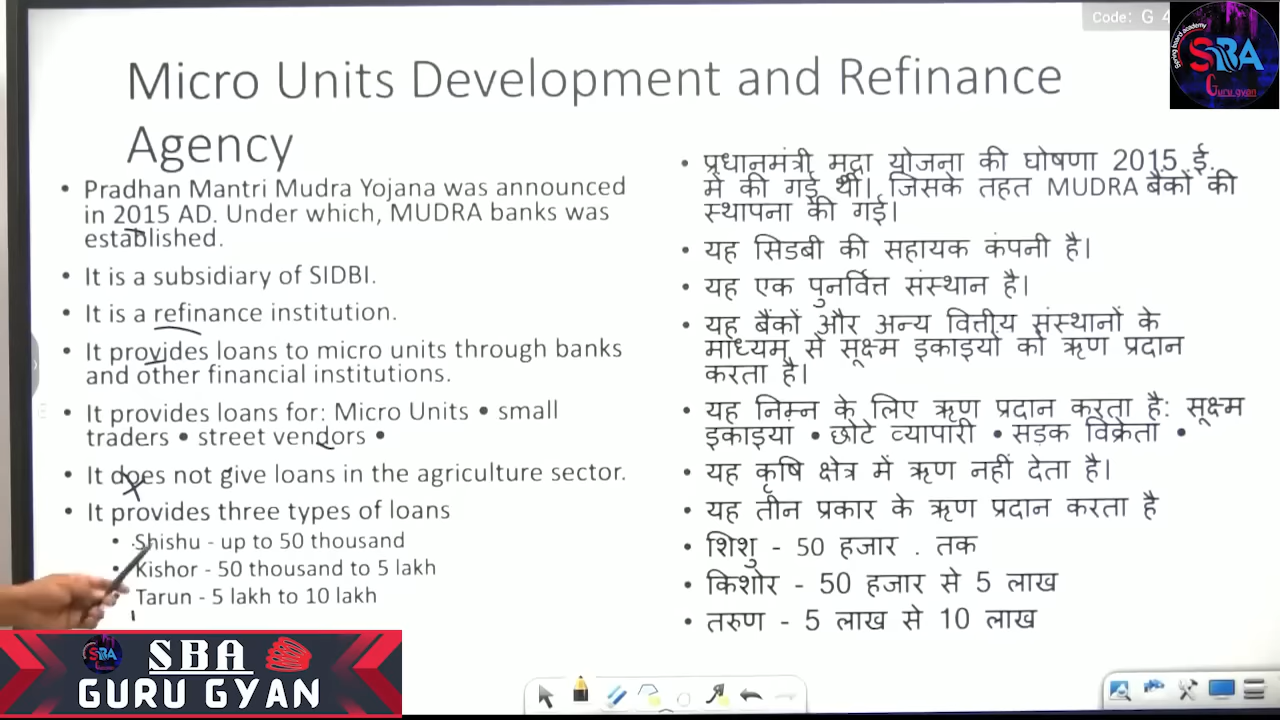 Code: G 4
SBA
Guru gyan
Micro Units Development and Refinance
Agency
• Pradhan Mantri Mudra Yojana was announced
in 2015 AD. Under which, MUDRA banks was
established.
• It is a subsidiary of SIDBI.
• It is a refinance institution.
• It provides loans to micro units through banks
and other financial institutions.
• It provides loans for: Micro Units • small
traders • street vendors •
• It does not give loans in the agriculture sector.
• It provides three types of loans
• Shishu - up to 50 thousand
• Kishor - 50 thousand to 5 lakh
Tarun - 5 lakh to 10 lakh
• प्रधानमंत्री मुद्रा योजना की घोषणा 2015 ई.
में की गई थी। जिसके तहत MUDRA बैंकों की
स्थापना की गई।
• यह सिडबी की सहायक कंपनी है।
• यह एक पुनर्वित्त संस्थान है।
• यह बैंकों और अन्य वित्तीय संस्थानों के
माध्यम से सूक्ष्म इकाइयों को ऋण प्रदान
करता है।
• यह निम्न के लिए ऋण प्रदान करता है: सूक्ष्म
इकाइयां • छोटे व्यापारी • सड़क विक्रेता •
• यह कृषि क्षेत्र में ऋण नहीं देता है।
• यह तीन प्रकार के ऋण प्रदान करता है
• शिशु - 50 हजार . तक
• किशोर - 50 हजार से 5 लाख
• तरुण - 5 लाख से 10 लाख
SBA
SBA
GURU GYAN